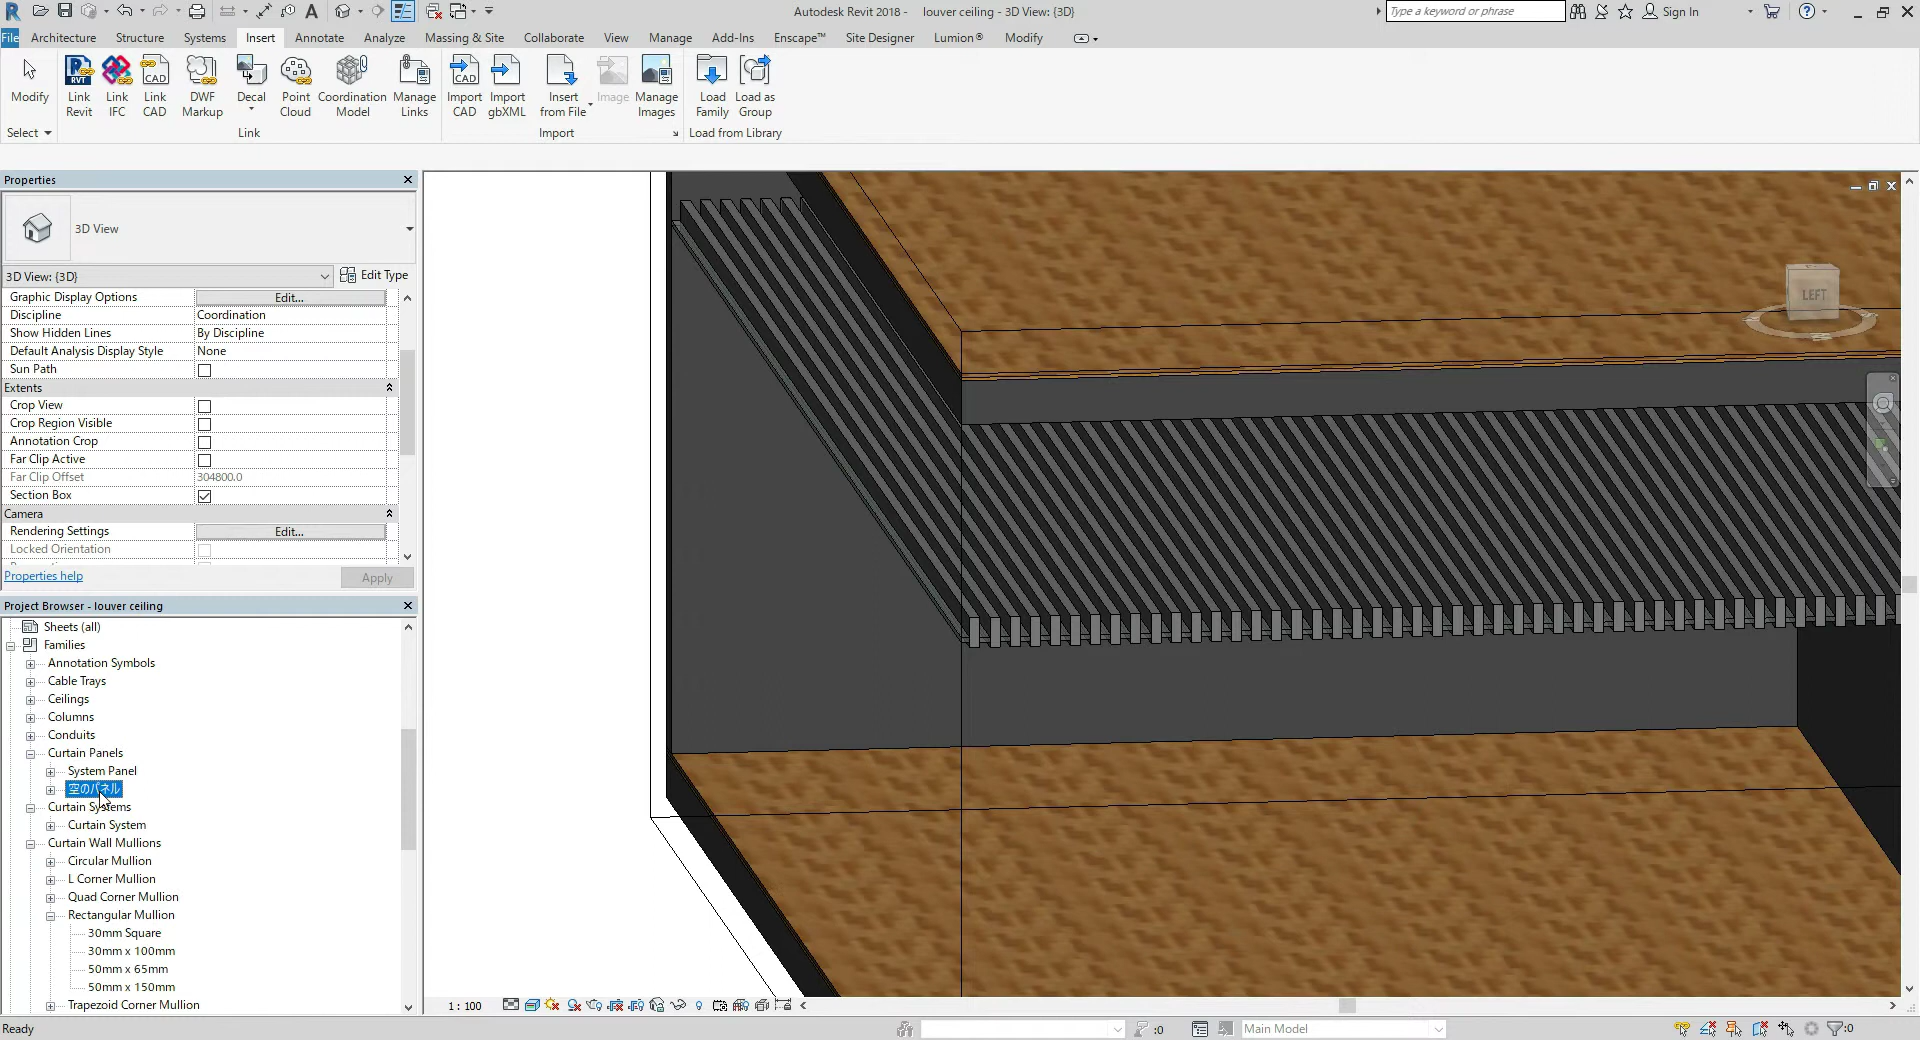 Autodesk Revit 2018 -     louver ceiling - 3D View: {3D}
Type a keyword or phrase
Sign In
File
Architecture
Structure
Systems
Insert
Annotate
Analyze
Massing & Site
Collaborate
View
Manage
Add-Ins
Enscape™
Site Designer
Lumion®
Modify
Modify
Link Revit
Link IFC
Link CAD
DWF Markup
Decal
Point Cloud
Coordination Model
Manage Links
Import CAD
Import gbXML
Insert from File
Image
Manage Images
Load Family
Load as Group
Select
Link
Import
Load from Library
Properties
3D View
3D View: {3D}
Edit Type
Graphic Display Options
Edit...
Discipline
Coordination
Show Hidden Lines
By Discipline
Default Analysis Display Style
None
Sun Path
Extents
Crop View
Crop Region Visible
Annotation Crop
Far Clip Active
Far Clip Offset
304800.0
Section Box
Camera
Rendering Settings
Edit...
Locked Orientation
Properties help
Apply
Project Browser - louver ceiling
Sheets (all)
Families
Annotation Symbols
Cable Trays
Ceilings
Columns
Conduits
Curtain Panels
System Panel
空のパネル
Curtain Systems
Curtain System
Curtain Wall Mullions
Circular Mullion
L Corner Mullion
Quad Corner Mullion
Rectangular Mullion
30mm Square
30mm x 100mm
50mm x 65mm
50mm x 150mm
Trapezoid Corner Mullion
LEFT
1 : 100
Ready
:0
Main Model
:0